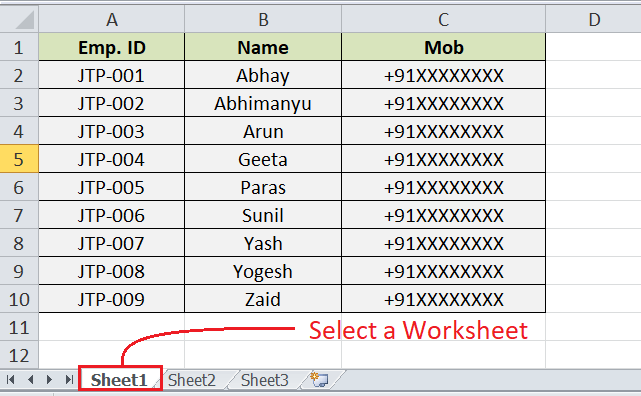 A B C D
1 Emp. ID Name Mob
2 JTP-001 Abhay +91XXXXXXXX
3 JTP-002 Abhimanyu +91XXXXXXXX
4 JTP-003 Arun +91XXXXXXXX
5 JTP-004 Geeta +91XXXXXXXX
6 JTP-005 Paras +91XXXXXXXX
7 JTP-006 Sunil +91XXXXXXXX
8 JTP-007 Yash +91XXXXXXXX
9 JTP-008 Yogesh +91XXXXXXXX
10 JTP-009 Zaid +91XXXXXXXX
11 Select a Worksheet
12
Sheet1 Sheet2 Sheet3